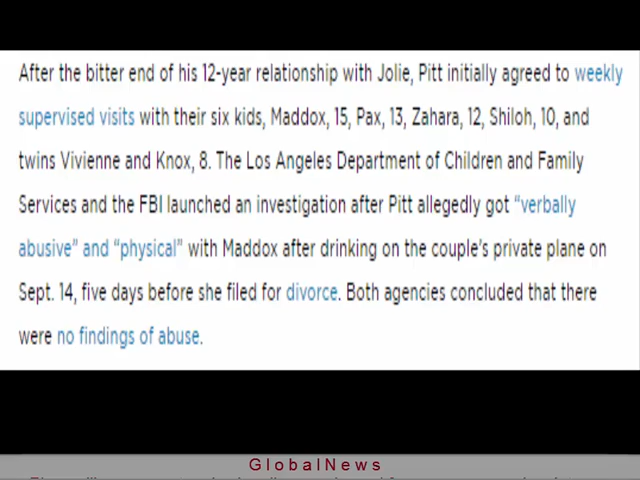 After the bitter end of his 12-year relationship with Jolie, Pitt initially agreed to weekly
supervised visits with their six kids, Maddox, 15, Pax, 13, Zahara, 12, Shiloh, 10, and
twins Vivienne and Knox, 8. The Los Angeles Department of Children and Family
Services and the FBI launched an investigation after Pitt allegedly got “verbally
abusive” and “physical” with Maddox after drinking on the couple’s private plane on
Sept. 14, five days before she filed for divorce. Both agencies concluded that there
were no findings of abuse.
GlobalNews